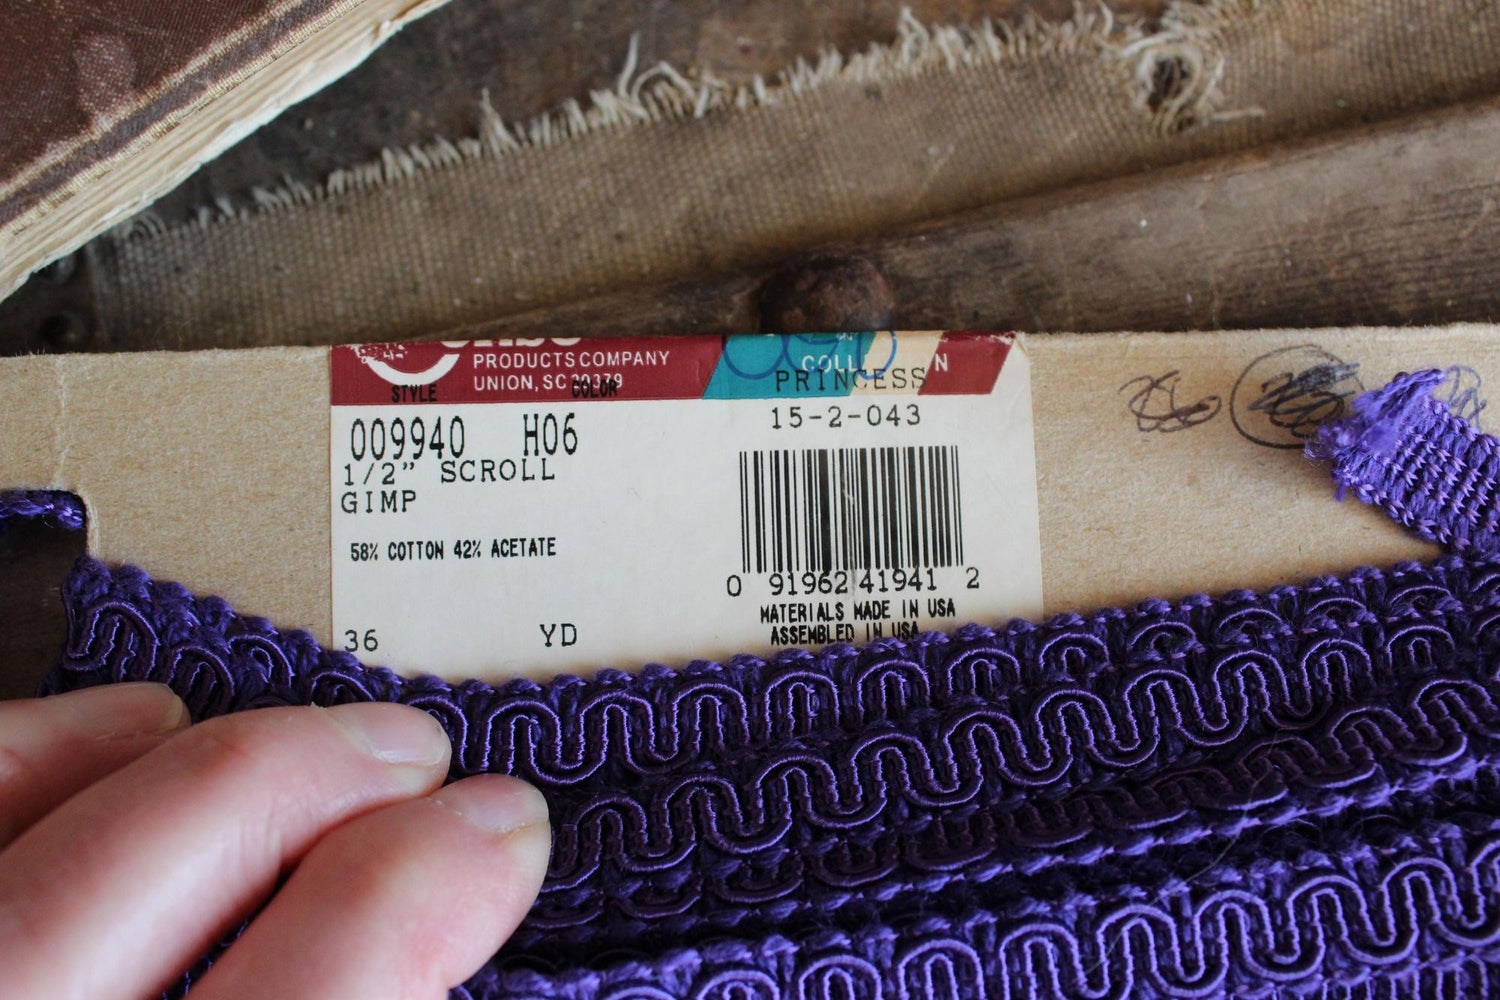 PRODUCTS COMPANY
UNION, SC 29379
STYLE COLOR
009940 H06
1/2" SCROLL
GIMP
58% COTTON 42% ACETATE
36 YD
PRINCESS
15-2-043
0 91962 41941 2
MATERIALS MADE IN USA
ASSEMBLED IN USA